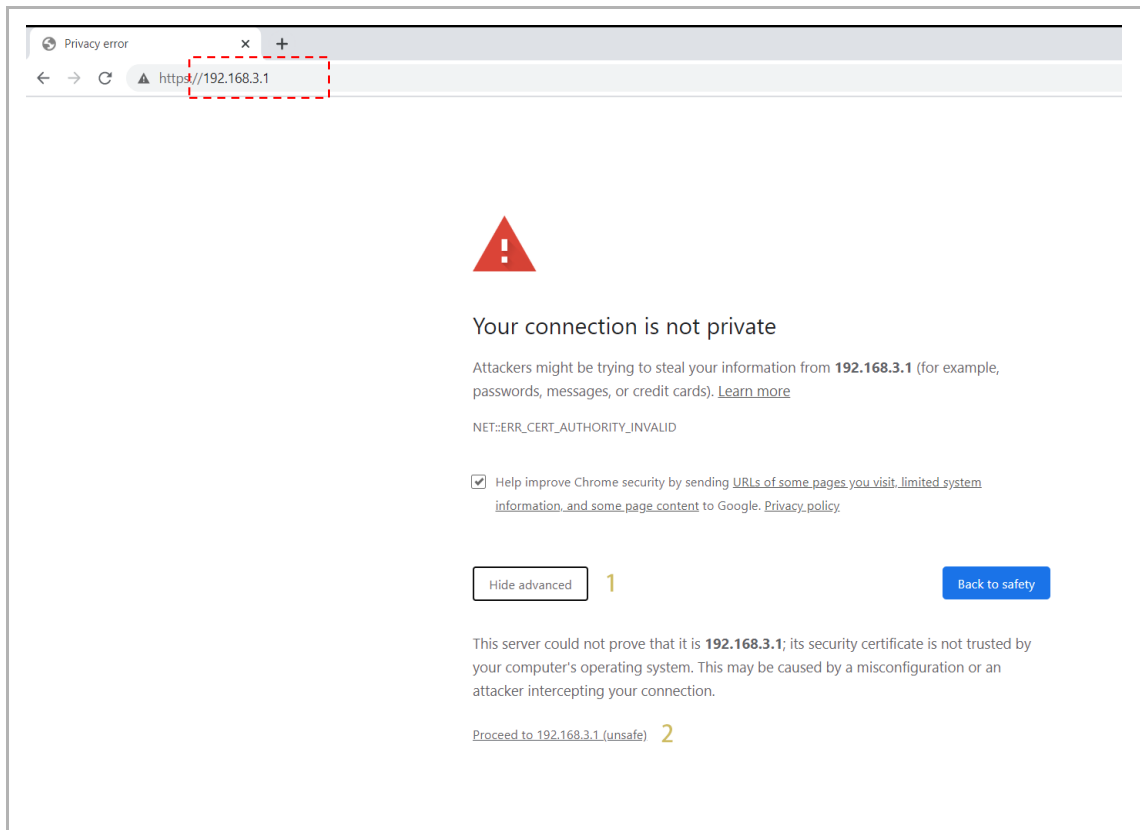 Privacy error
https://192.168.3.1
Your connection is not private
Attackers might be trying to steal your information from 192.168.3.1 (for example,
passwords, messages, or credit cards). Learn more
NET::ERR_CERT_AUTHORITY_INVALID
Help improve Chrome security by sending URLs of some pages you visit, limited system
information, and some page content to Google. Privacy policy
Hide advanced 1 Back to safety
This server could not prove that it is 192.168.3.1; its security certificate is not trusted by
your computer's operating system. This may be caused by a misconfiguration or an
attacker intercepting your connection.
Proceed to 192.168.3.1 (unsafe) 2